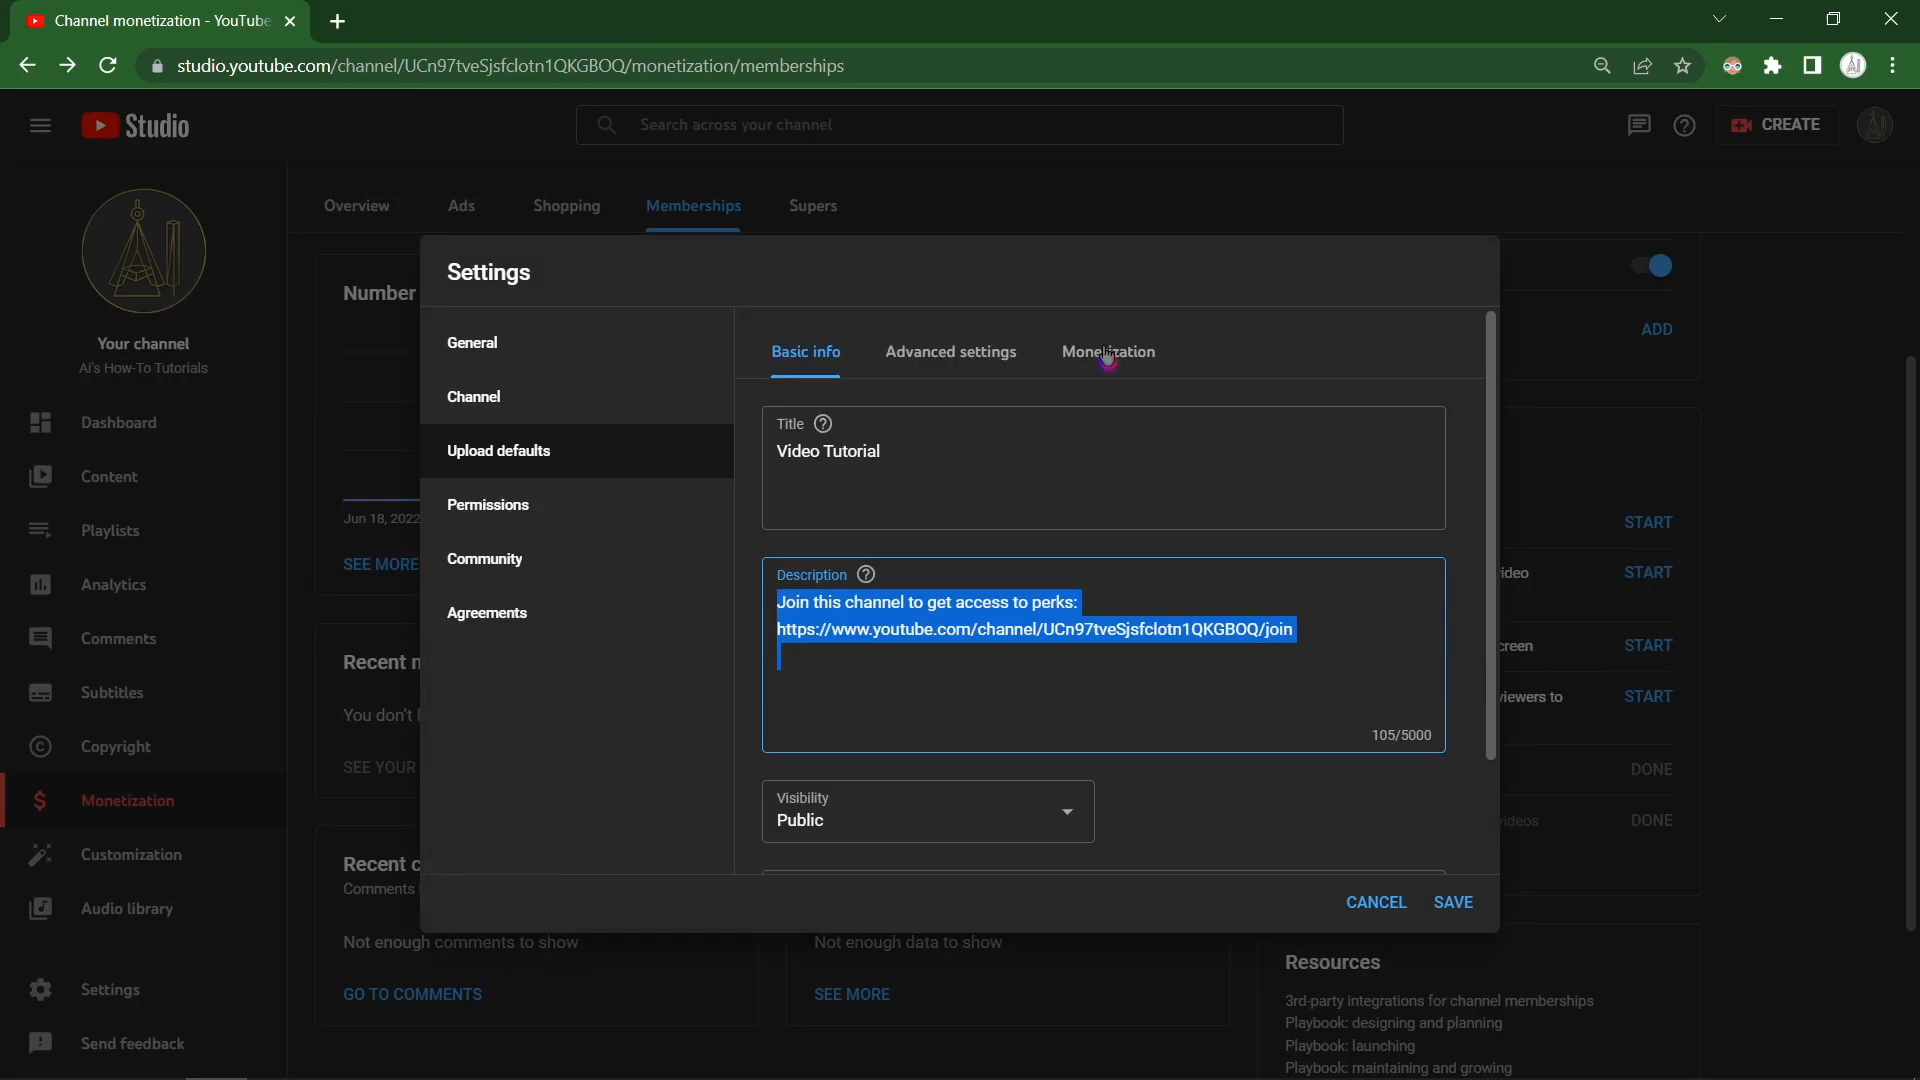 Channel monetization - YouTube
studio.youtube.com/channel/UCn97tveSjsfclotn1QKGBOQ/monetization/memberships
Studio
Search across your channel
CREATE
Your channel
Ai's How-To Tutorials
Dashboard
Content
Playlists
Analytics
Comments
Subtitles
Copyright
Monetization
Customization
Audio library
Settings
Send feedback
Overview
Ads
Shopping
Memberships
Supers
Number
Jun 18, 2022
SEE MORE
Recent
You don't
SEE YOUR
Recent
Comments
Not enough comments to show
GO TO COMMENTS
Settings
General
Channel
Upload defaults
Permissions
Community
Agreements
Basic info
Advanced settings
Monetization
Title
Video Tutorial
Description
Join this channel to get access to perks:
https://www.youtube.com/channel/UCn97tveSjsfclotn1QKGBOQ/join
105/5000
Visibility
Public
CANCEL
SAVE
Not enough data to show
SEE MORE
ADD
START
ideo
START
creen
START
viewers to
START
DONE
videos
DONE
Resources
3rd-party integrations for channel memberships
Playbook: designing and planning
Playbook: launching
Playbook: maintaining and growing